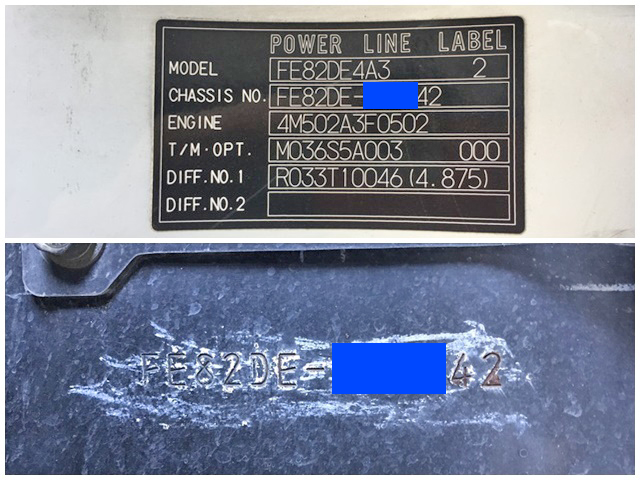 POWER LINE LABEL
MODEL FE82DE4A3 2
CHASSIS NO. FE82DE- 42
ENGINE 4M502A3F0502
T/M·OPT. M036S5A003 000
DIFF.NO.1 R033T10046(4.875)
DIFF.NO.2
FE82DE- 42